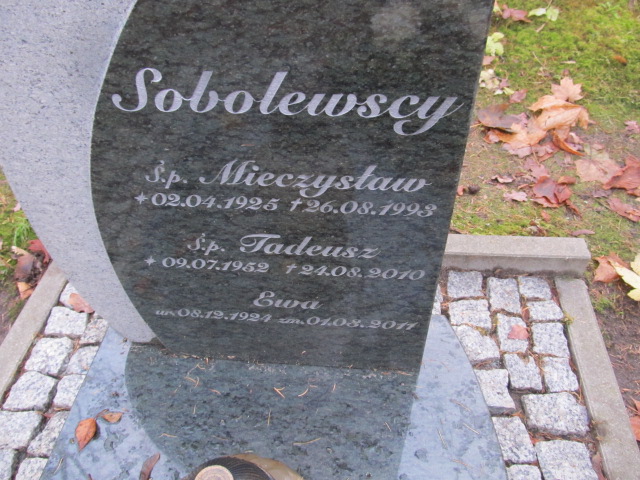 Sobolewscy
Ś.p. Mieczysław
*02.04.1925 †26.08.1993
Ś.p. Tadeusz
*09.07.1952 †24.08.2010
Ewa
ur.08.12.1924 zm.01.03.2011